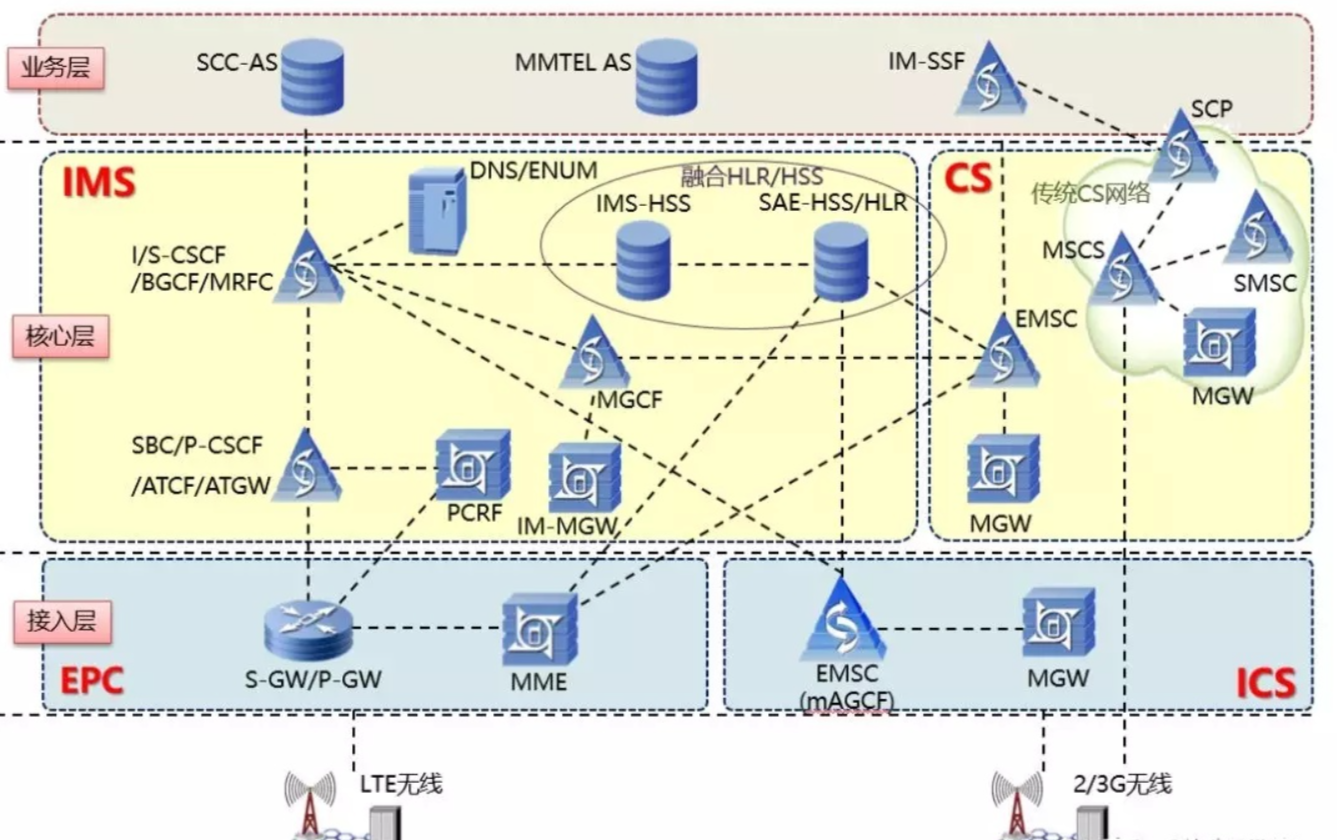 业务层
SCC-AS
MMTEL AS
IM-SSF
SCP
IMS
DNS/ENUM
融合HLR/HSS
IMS-HSS
SAE-HSS/HLR
CS
传统CS网络
I/S-CSCF
/BGCF/MRFC
MSCS
SMSC
核心层
EMSC
MGCF
MGW
SBC/P-CSCF
/ATCF/ATGW
PCRF
IM-MGW
MGW
接入层
EPC
S-GW/P-GW
MME
EMSC
(mAGCF)
MGW
ICS
LTE无线
2/3G无线